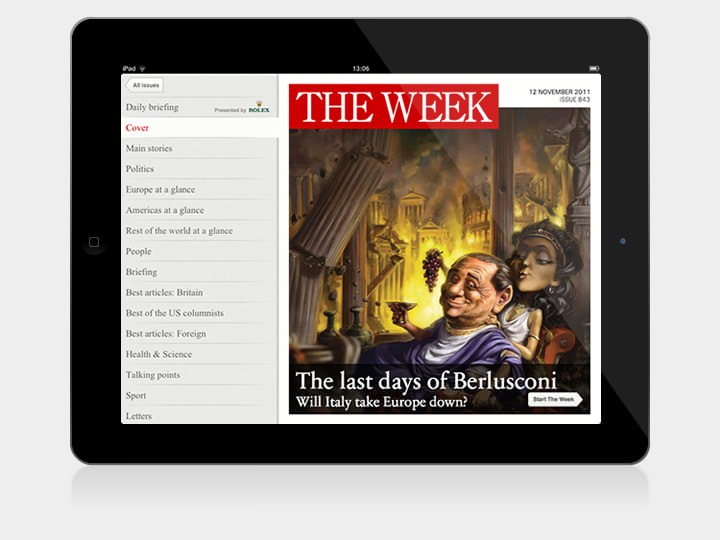 iPad
13:06
All issues
Daily briefing
Presented by ROLEX
Cover
Main stories
Politics
Europe at a glance
Americas at a glance
Rest of the world at a glance
People
Briefing
Best articles: Britain
Best of the US columnists
Best articles: Foreign
Health & Science
Talking points
Sport
Letters
THE WEEK
12 NOVEMBER 2011
ISSUE 843
The last days of Berlusconi
Will Italy take Europe down?
Start The Week